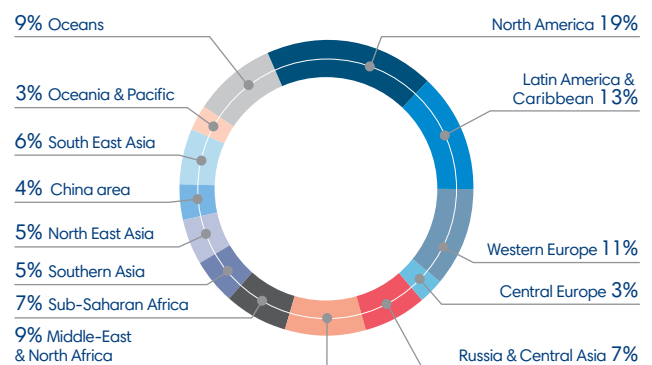 9% Oceans
3% Oceania & Pacific
6% South East Asia
4% China area
5% North East Asia
5% Southern Asia
7% Sub-Saharan Africa
9% Middle-East
& North Africa
North America 19%
Latin America &
Caribbean 13%
Western Europe 11%
Central Europe 3%
Russia & Central Asia 7%